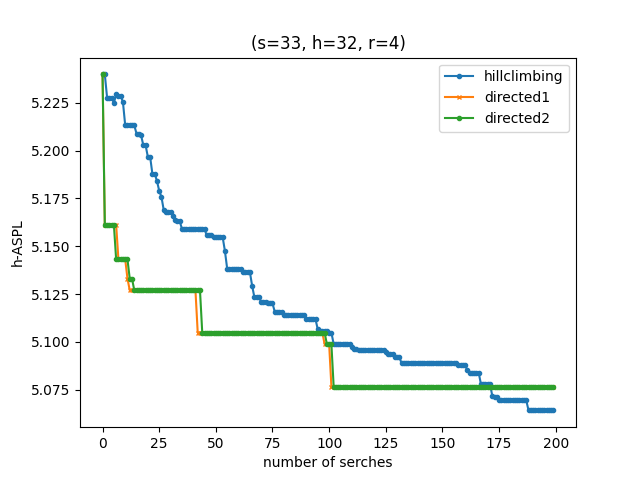 (s=33, h=32, r=4)
hillclimbing
directed1
directed2
h-ASPL
5.225
5.200
5.175
5.150
5.125
5.100
5.075
0 25 50 75 100 125 150 175 200
number of serches